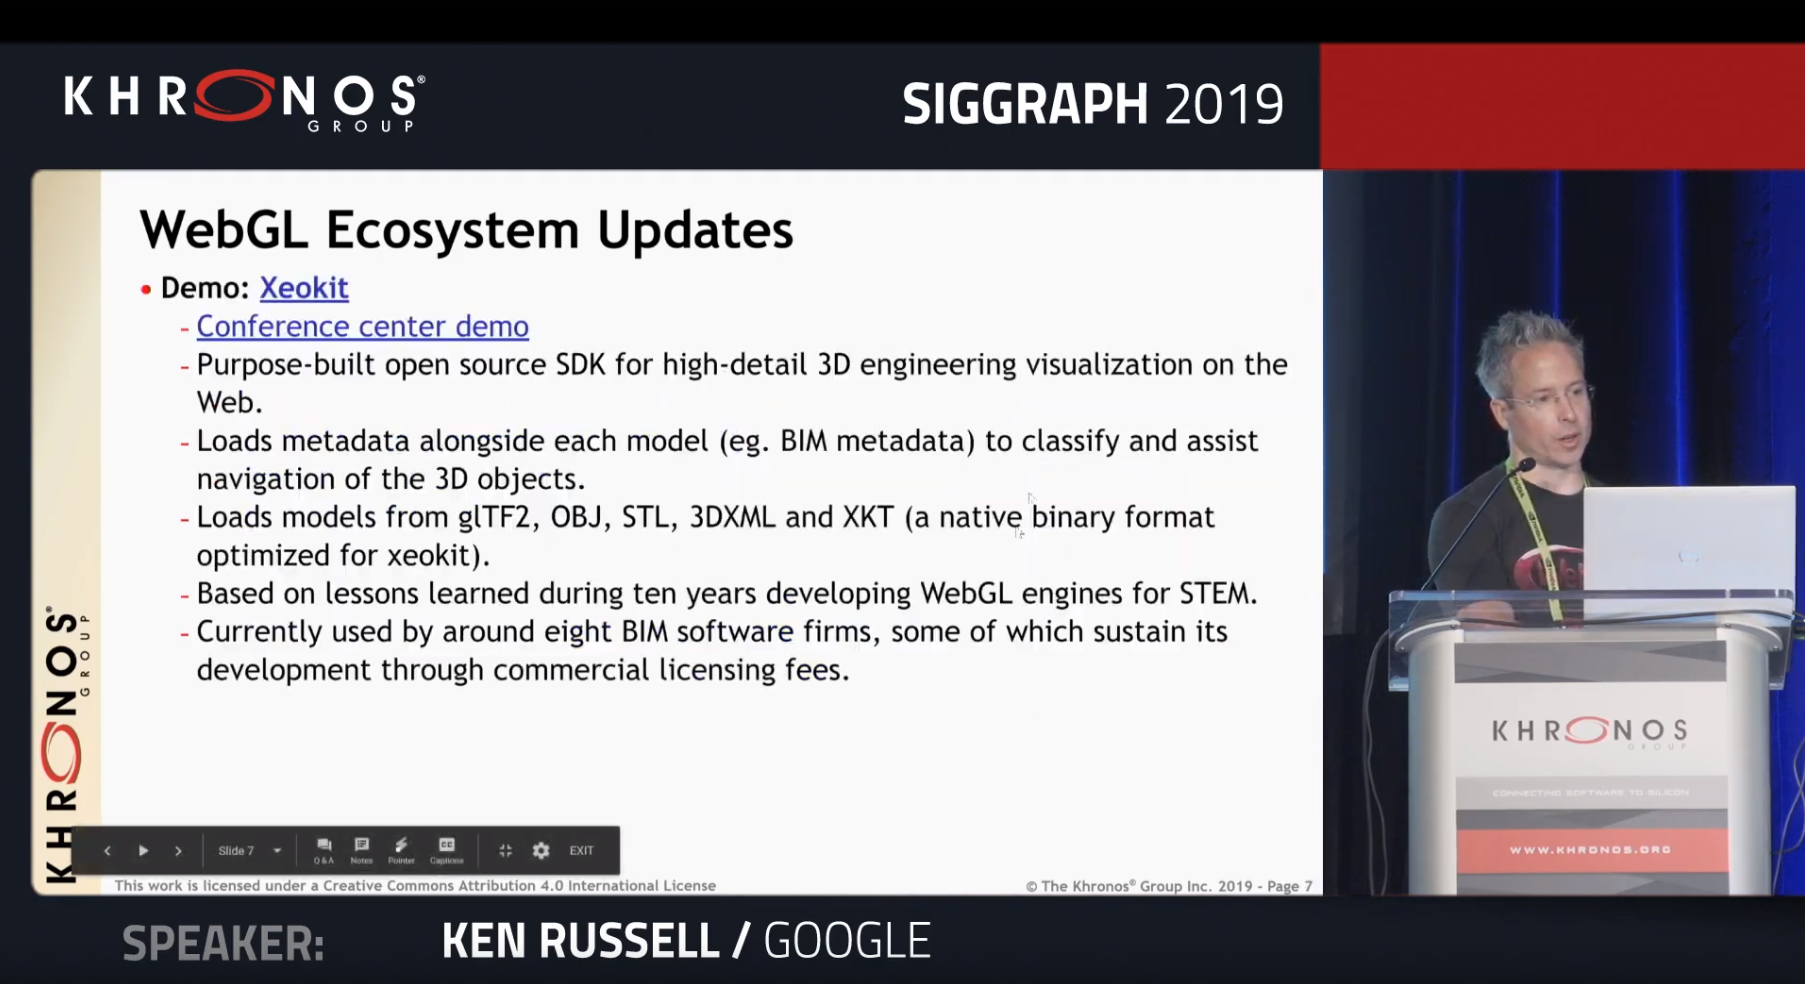 KHRONOS®
GROUP
SIGGRAPH 2019
WebGL Ecosystem Updates
• Demo: Xeokit
- Conference center demo
- Purpose-built open source SDK for high-detail 3D engineering visualization on the
Web.
- Loads metadata alongside each model (eg. BIM metadata) to classify and assist
navigation of the 3D objects.
- Loads models from glTF2, OBJ, STL, 3DXML and XKT (a native binary format
optimized for xeokit).
- Based on lessons learned during ten years developing WebGL engines for STEM.
- Currently used by around eight BIM software firms, some of which sustain its
development through commercial licensing fees.
KHRONOS®
GROUP
Slide 7
Q & A
Notes
Pointer
Captions
EXIT
This work is licensed under a Creative Commons Attribution 4.0 International License
© The Khronos® Group Inc. 2019 - Page 7
KHRONOS
GROUP
CONNECTING SOFTWARE TO SILICON
WWW.KHRONOS.ORG
SPEAKER:
KEN RUSSELL / GOOGLE